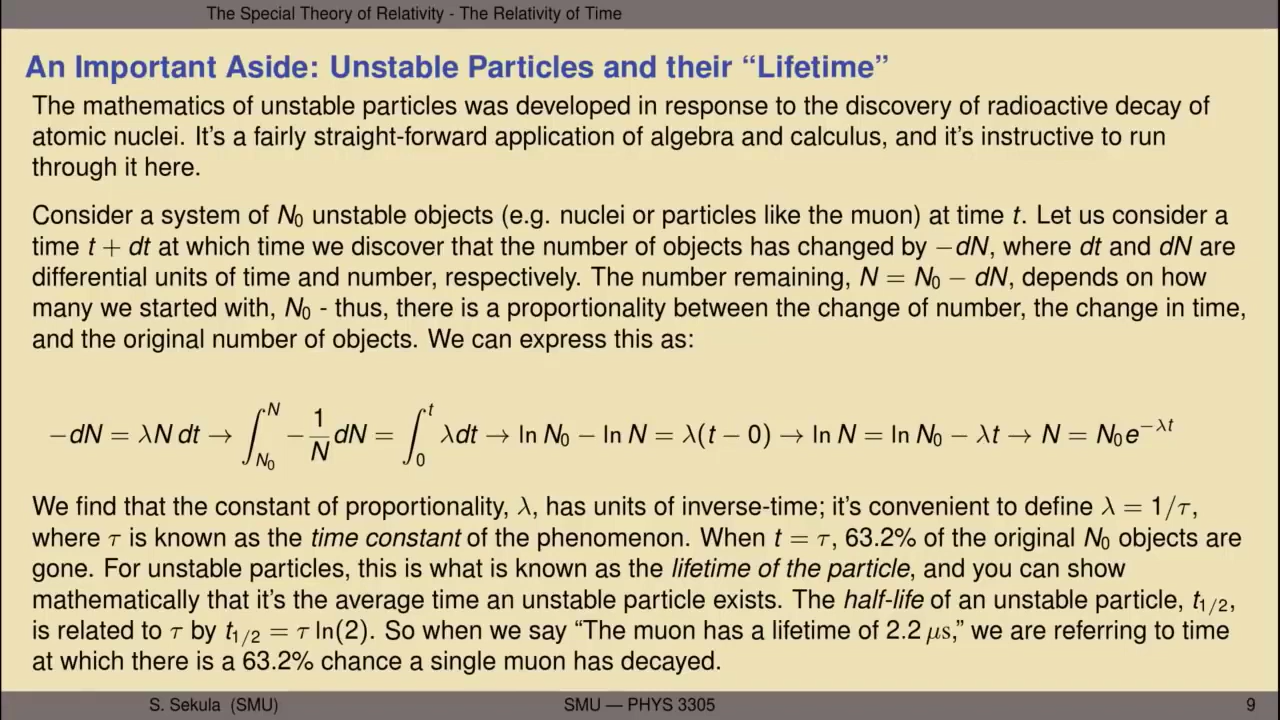 The Special Theory of Relativity - The Relativity of Time
An Important Aside: Unstable Particles and their “Lifetime”
The mathematics of unstable particles was developed in response to the discovery of radioactive decay of
atomic nuclei. It’s a fairly straight-forward application of algebra and calculus, and it’s instructive to run
through it here.
Consider a system of N₀ unstable objects (e.g. nuclei or particles like the muon) at time t. Let us consider a
time t + dt at which time we discover that the number of objects has changed by −dN, where dt and dN are
differential units of time and number, respectively. The number remaining, N = N₀ − dN, depends on how
many we started with, N₀ - thus, there is a proportionality between the change of number, the change in time,
and the original number of objects. We can express this as:
−dN = λN dt → ∫_{N₀}^{N} −(1/N) dN = ∫_{0}^{t} λdt → ln N₀ − ln N = λ(t − 0) → ln N = ln N₀ − λt → N = N₀e^{−λt}
We find that the constant of proportionality, λ, has units of inverse-time; it’s convenient to define λ = 1/τ,
where τ is known as the time constant of the phenomenon. When t = τ, 63.2% of the original N₀ objects are
gone. For unstable particles, this is what is known as the lifetime of the particle, and you can show
mathematically that it’s the average time an unstable particle exists. The half-life of an unstable particle, t_{1/2},
is related to τ by t_{1/2} = τ ln(2). So when we say “The muon has a lifetime of 2.2 μs,” we are referring to time
at which there is a 63.2% chance a single muon has decayed.
S. Sekula (SMU) SMU — PHYS 3305 9